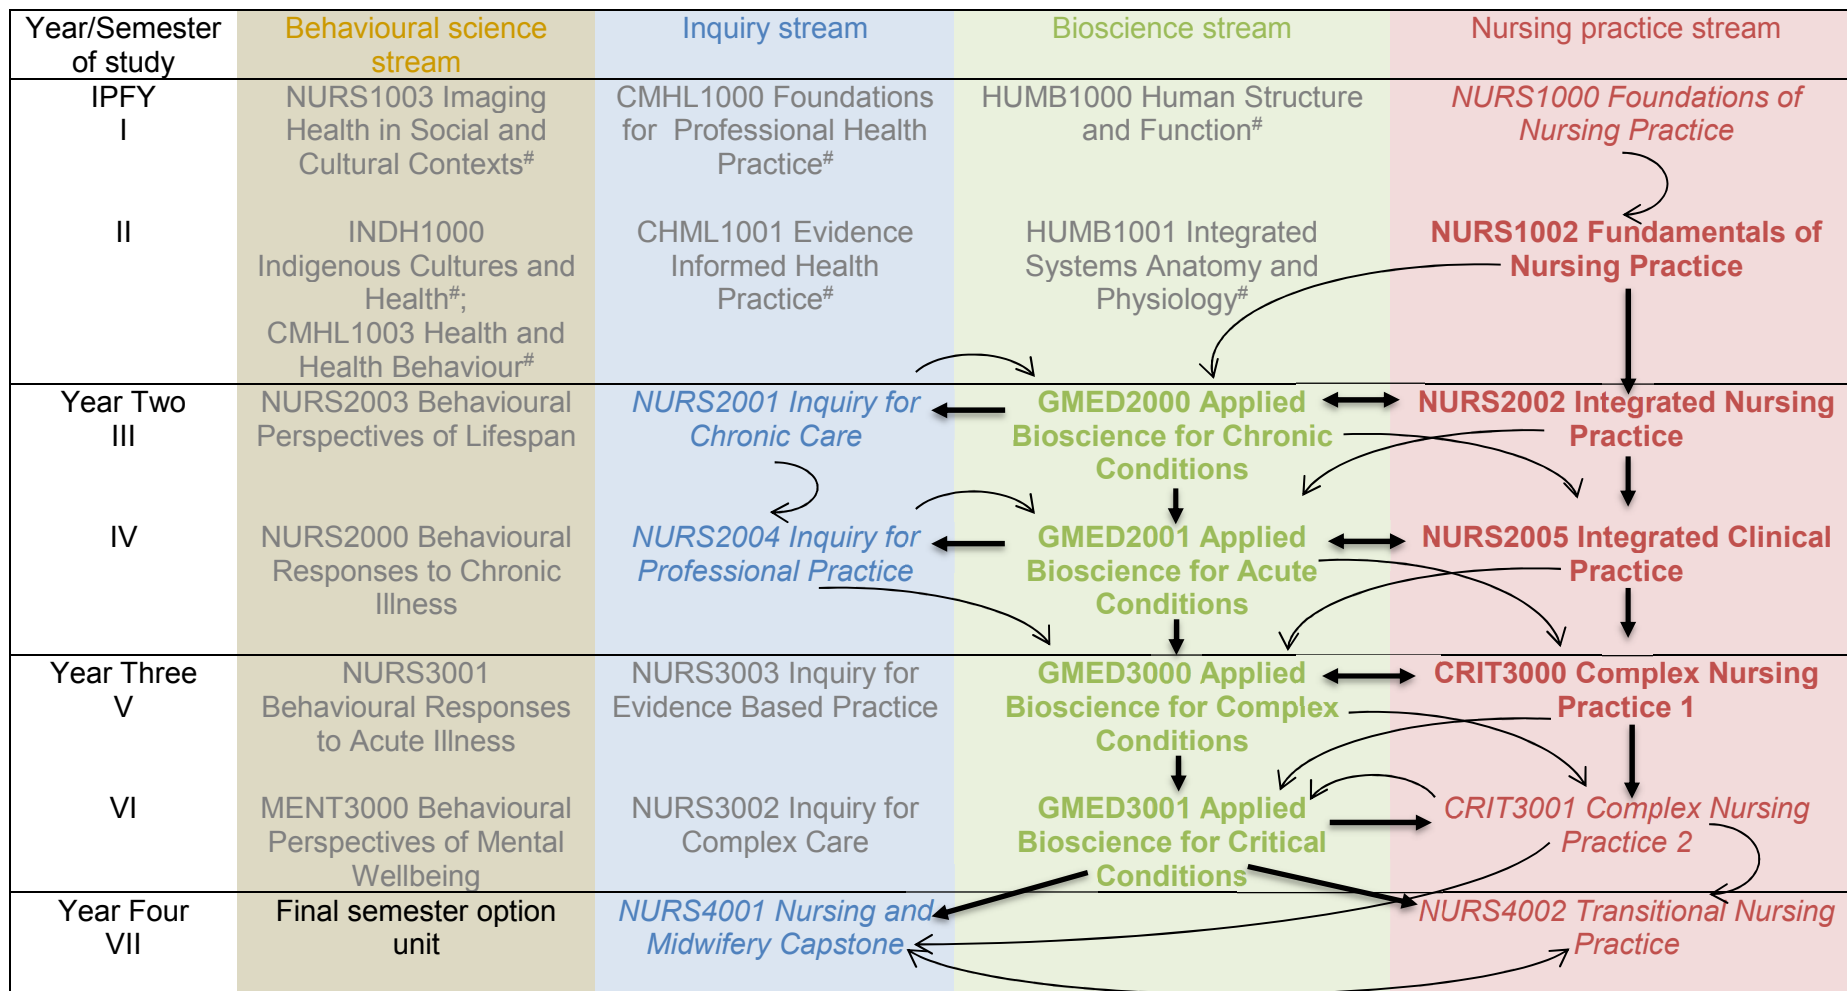 Year/Semester of study
Behavioural science stream
Inquiry stream
Bioscience stream
Nursing practice stream
IPFY
I
NURS1003 Imaging
Health in Social and
Cultural Contexts#
CMHL1000 Foundations
for Professional Health
Practice#
HUMB1000 Human Structure
and Function#
NURS1000 Foundations of
Nursing Practice
II
INDH1000
Indigenous Cultures and
Health#;
CMHL1003 Health and
Health Behaviour#
CHML1001 Evidence
Informed Health
Practice#
HUMB1001 Integrated
Systems Anatomy and
Physiology#
NURS1002 Fundamentals of
Nursing Practice
Year Two
III
NURS2003 Behavioural
Perspectives of Lifespan
NURS2001 Inquiry for
Chronic Care
GMED2000 Applied
Bioscience for Chronic
Conditions
NURS2002 Integrated Nursing
Practice
IV
NURS2000 Behavioural
Responses to Chronic
Illness
NURS2004 Inquiry for
Professional Practice
GMED2001 Applied
Bioscience for Acute
Conditions
NURS2005 Integrated Clinical
Practice
Year Three
V
NURS3001
Behavioural Responses
to Acute Illness
NURS3003 Inquiry for
Evidence Based Practice
GMED3000 Applied
Bioscience for Complex
Conditions
CRIT3000 Complex Nursing
Practice 1
VI
MENT3000 Behavioural
Perspectives of Mental
Wellbeing
NURS3002 Inquiry for
Complex Care
GMED3001 Applied
Bioscience for Critical
Conditions
CRIT3001 Complex Nursing
Practice 2
Year Four
VII
Final semester option
unit
NURS4001 Nursing and
Midwifery Capstone
NURS4002 Transitional Nursing
Practice